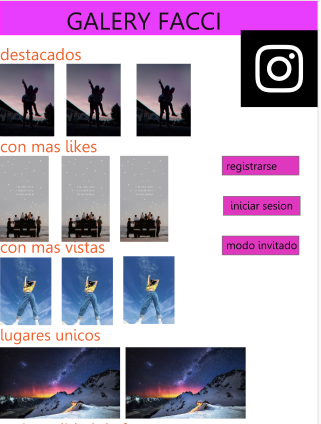 GALERY FACCI
destacados
con mas likes
registrarse
iniciar sesion
con mas vistas
modo invitado
lugares unicos